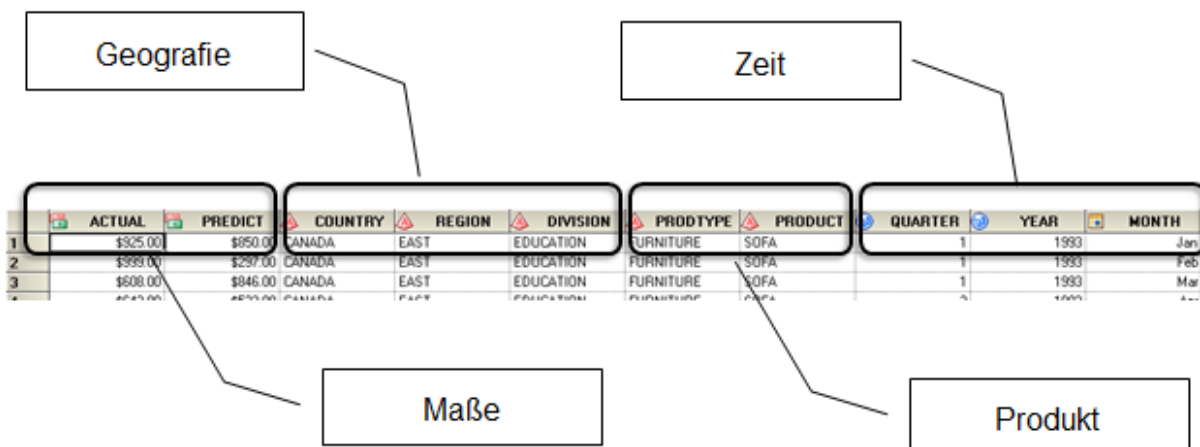 Geografie
Zeit
ACTUAL PREDICT COUNTRY REGION DIVISION PRODTYPE PRODUCT QUARTER YEAR MONTH
1 $925.00 $850.00 CANADA EAST EDUCATION FURNITURE SOFA 1 1993 Jan
2 $999.00 $297.00 CANADA EAST EDUCATION FURNITURE SOFA 1 1993 Feb
3 $608.00 $846.00 CANADA EAST EDUCATION FURNITURE SOFA 1 1993 Mar
Maße
Produkt